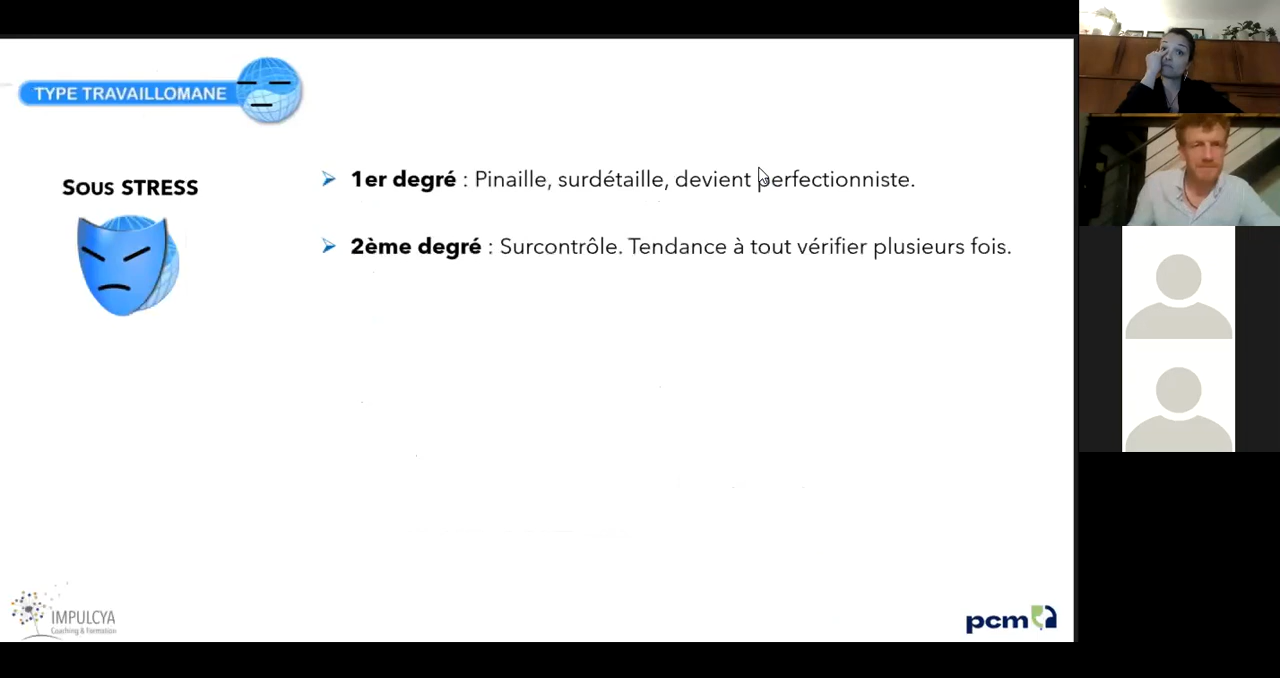 TYPE TRAVAILLOMANE
SOUS STRESS
1er degré : Pinaille, surdétaille, devient perfectionniste.
2ème degré : Surcontrôle. Tendance à tout vérifier plusieurs fois.
IMPULCYA
Coaching & Formation
pcm